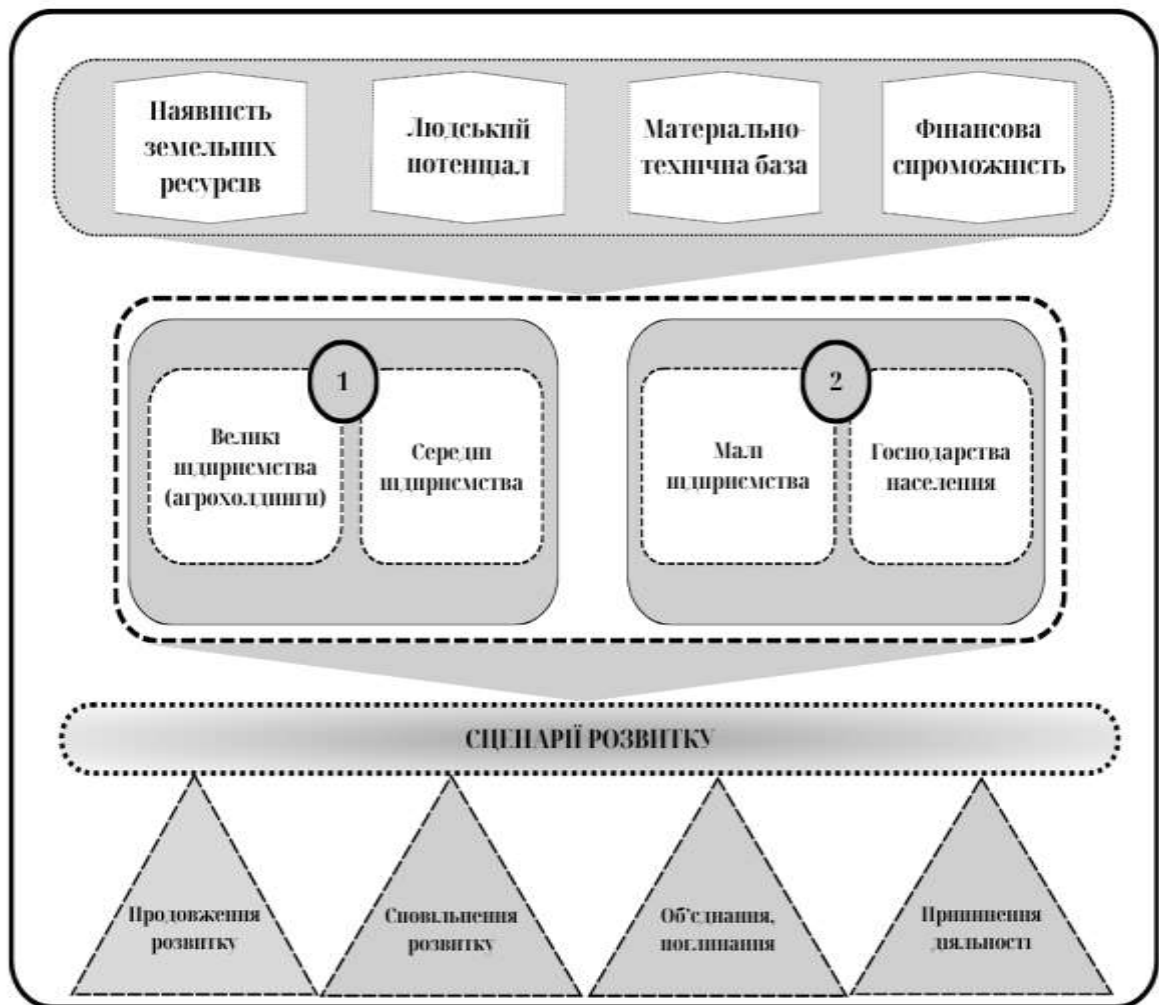 Наявність
земельних
ресурсів
Людський
потенціал
Матеріально-
технічна база
Фінансова
спроможність
1
Великі
підприємства
(агрохолдинги)
Середні
підприємства
2
Малі
підприємства
Господарства
населення
СЦЕНАРІЇ РОЗВИТКУ
Продовження
розвитку
Сповільнення
розвитку
Об'єднання,
поглинання
Припинення
діяльності